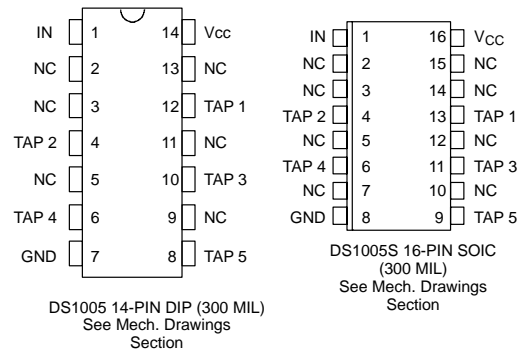 IN 1 14 Vcc
NC 2 13 NC
NC 3 12 TAP 1
TAP 2 4 11 NC
NC 5 10 TAP 3
TAP 4 6 9 NC
GND 7 8 TAP 5
DS1005 14-PIN DIP (300 MIL)
See Mech. Drawings
Section
IN 1 16 VCC
NC 2 15 NC
NC 3 14 NC
TAP 2 4 13 TAP 1
NC 5 12 NC
TAP 4 6 11 TAP 3
NC 7 10 NC
GND 8 9 TAP 5
DS1005S 16-PIN SOIC
(300 MIL)
See Mech. Drawings
Section